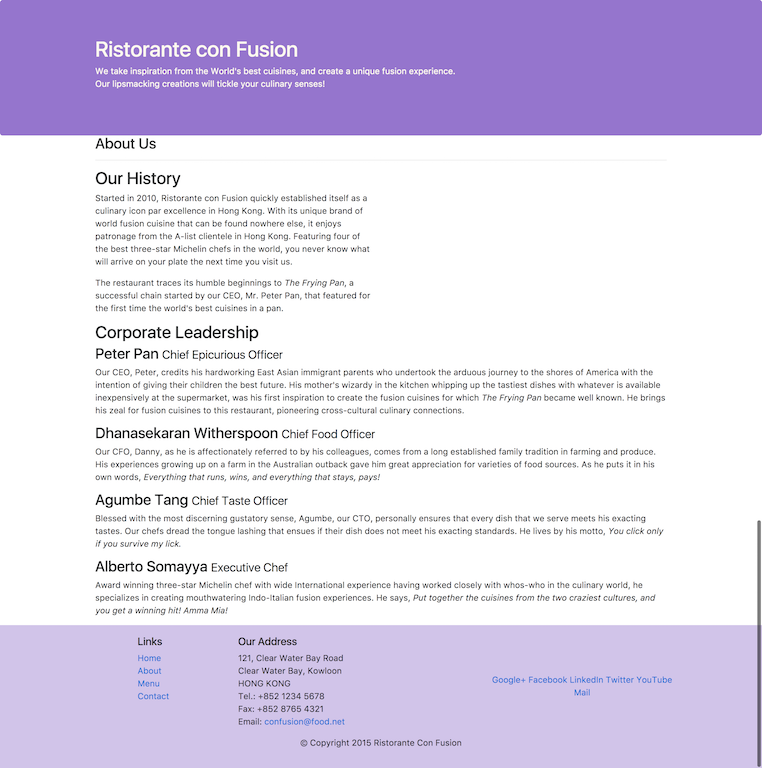 Ristorante con Fusion
We take inspiration from the World's best cuisines, and create a unique fusion experience.
Our lipsmacking creations will tickle your culinary senses!
About Us
Our History
Started in 2010, Ristorante con Fusion quickly established itself as a
culinary icon par excellence in Hong Kong. With its unique brand of
world fusion cuisine that can be found nowhere else, it enjoys
patronage from the A-list clientele in Hong Kong. Featuring four of
the best three-star Michelin chefs in the world, you never know what
will arrive on your plate the next time you visit us.
The restaurant traces its humble beginnings to The Frying Pan, a
successful chain started by our CEO, Mr. Peter Pan, that featured for
the first time the world's best cuisines in a pan.
Corporate Leadership
Peter Pan Chief Epicurious Officer
Our CEO, Peter, credits his hardworking East Asian immigrant parents who undertook the arduous journey to the shores of America with the
intention of giving their children the best future. His mother's wizardy in the kitchen whipping up the tastiest dishes with whatever is available
inexpensively at the supermarket, was his first inspiration to create the fusion cuisines for which The Frying Pan became well known. He brings
his zeal for fusion cuisines to this restaurant, pioneering cross-cultural culinary connections.
Dhanasekaran Witherspoon Chief Food Officer
Our CFO, Danny, as he is affectionately referred to by his colleagues, comes from a long established family tradition in farming and produce.
His experiences growing up on a farm in the Australian outback gave him great appreciation for varieties of food sources. As he puts it in his
own words, Everything that runs, wins, and everything that stays, pays!
Agumbe Tang Chief Taste Officer
Blessed with the most discerning gustatory sense, Agumbe, our CTO, personally ensures that every dish that we serve meets his exacting
tastes. Our chefs dread the tongue lashing that ensues if their dish does not meet his exacting standards. He lives by his motto, You click only
if you survive my lick.
Alberto Somayya Executive Chef
Award winning three-star Michelin chef with wide International experience having worked closely with whos-who in the culinary world, he
specializes in creating mouthwatering Indo-Italian fusion experiences. He says, Put together the cuisines from the two craziest cultures, and
you get a winning hit! Amma Mia!
Links
Home
About
Menu
Contact
Our Address
121, Clear Water Bay Road
Clear Water Bay, Kowloon
HONG KONG
Tel.: +852 1234 5678
Fax: +852 8765 4321
Email: confusion@food.net
Google+ Facebook LinkedIn Twitter YouTube
Mail
© Copyright 2015 Ristorante Con Fusion